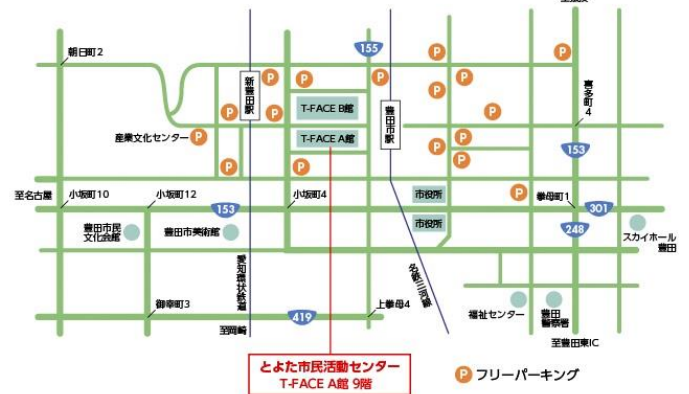 155
朝日町2
P
P
P
P
P
新豊田駅
T-FACE B館
豊田市駅
喜多町4
P
P
P
P
P
産業文化センター
P
T-FACE A館
P
P
153
P
P
P
至名古屋
小坂町10
小坂町12
153
小坂町4
市役所
P
挙母町1
301
豊田市民文化会館
豊田市美術館
市役所
248
スカイホール
豊田
愛知環状鉄道
名鉄三河線
御幸町3
419
上挙母4
福祉センター
豊田
警察署
至岡崎
至豊田東IC
とよた市民活動センター
T-FACE A館 9階
P フリーパーキング